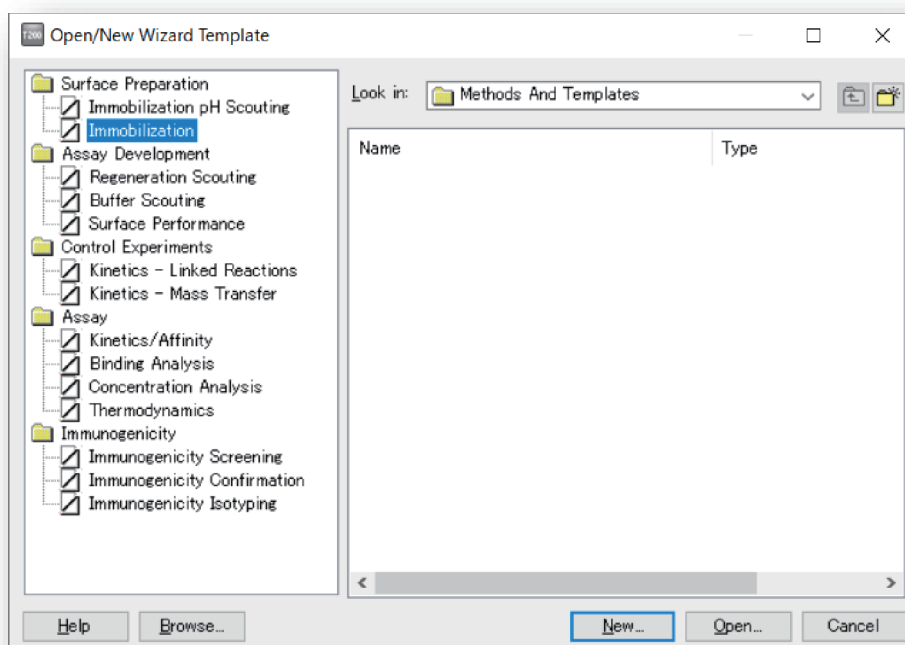 T200 Open/New Wizard Template
Surface Preparation
Immobilization pH Scouting
Immobilization
Assay Development
Regeneration Scouting
Buffer Scouting
Surface Performance
Control Experiments
Kinetics - Linked Reactions
Kinetics - Mass Transfer
Assay
Kinetics/Affinity
Binding Analysis
Concentration Analysis
Thermodynamics
Immunogenicity
Immunogenicity Screening
Immunogenicity Confirmation
Immunogenicity Isotyping
Look in: Methods And Templates
Name Type
Help Browse... New... Open... Cancel